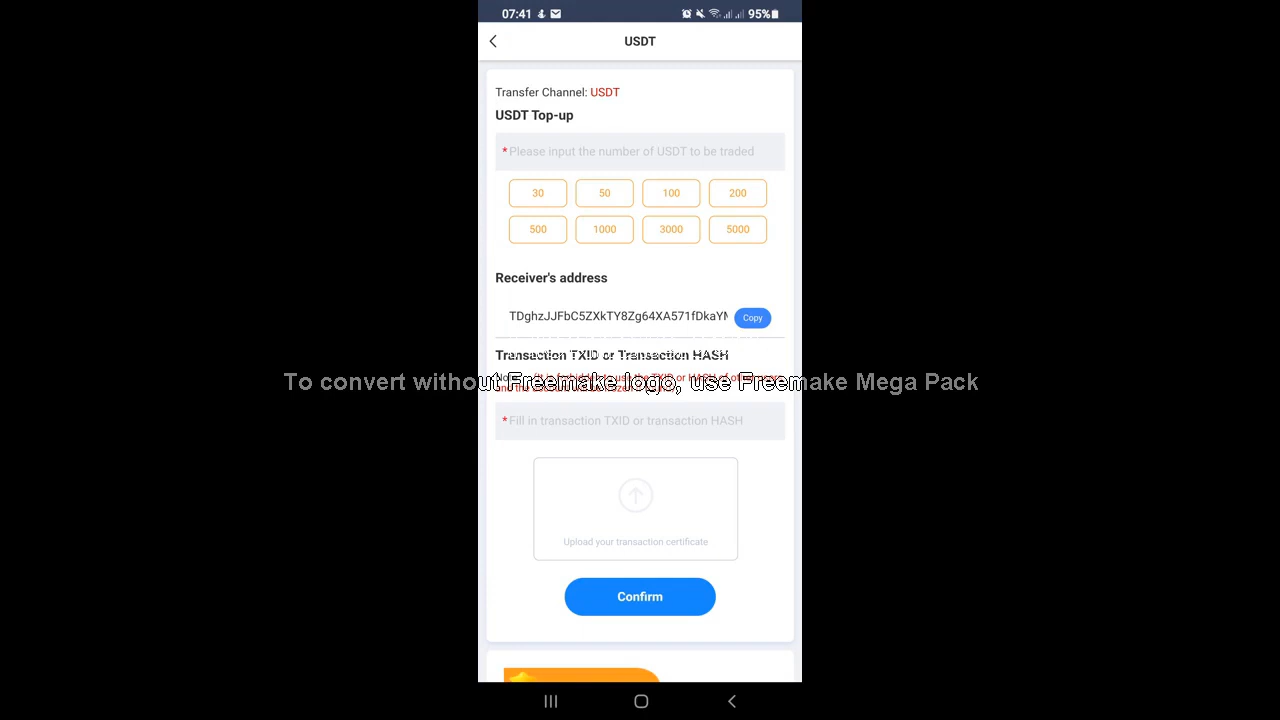 07:41
95%
USDT
Transfer Channel: USDT
USDT Top-up
*Please input the number of USDT to be traded
30 50 100 200
500 1000 3000 5000
Receiver's address
TDghzJJFbC5ZXkTY8Zg64XA571fDkaYM
Copy
Transaction TXID or Transaction HASH
To convert without Freemake logo, use Freemake Mega Pack
*Fill in transaction TXID or transaction HASH
Upload your transaction certificate
Confirm